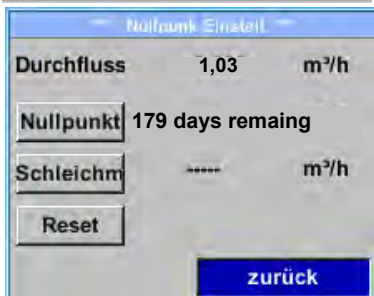 Nullpunk Einstell.
Durchfluss 1,03 m³/h
Nullpunkt 179 days remaing
Schleichm ----- m³/h
Reset
zurück